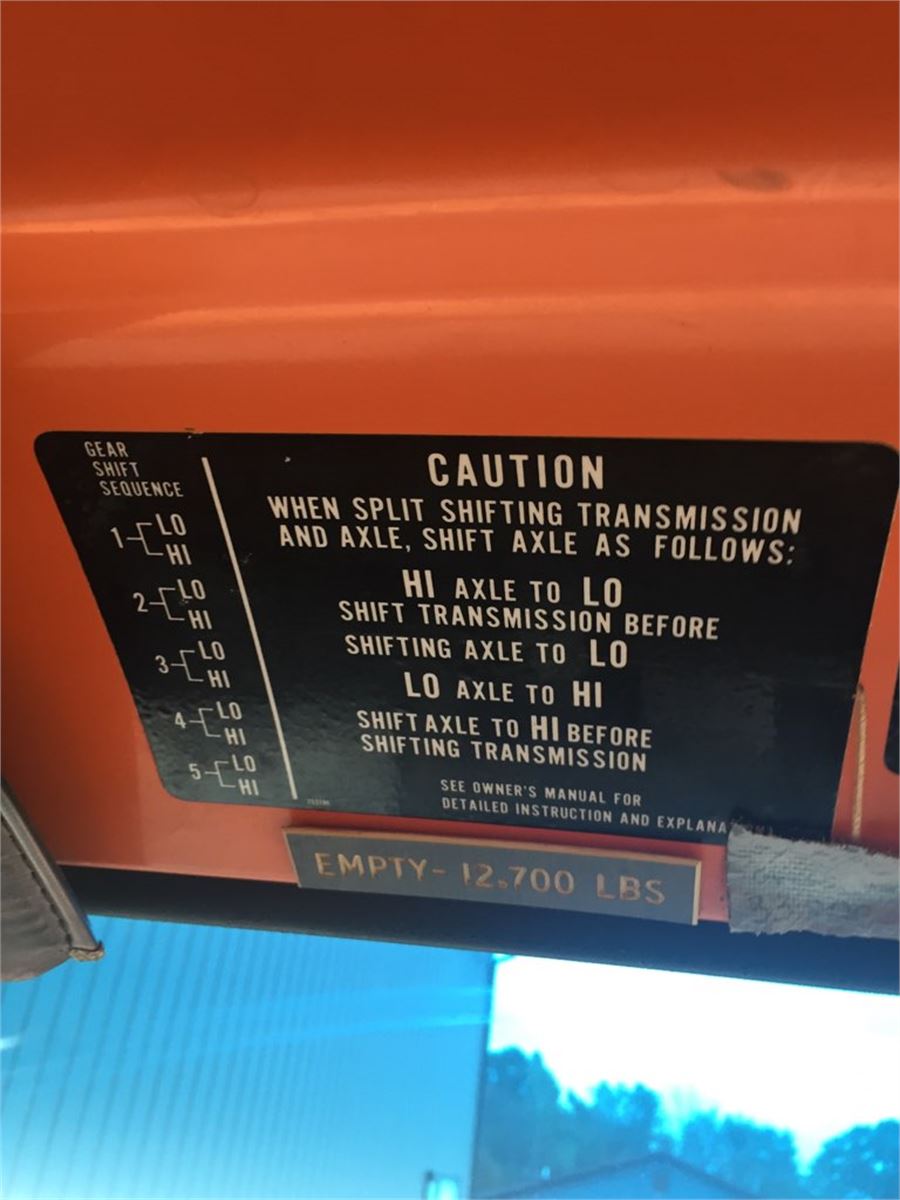 GEAR
SHIFT
SEQUENCE
1 LO
HI
2 LO
HI
3 LO
HI
4 LO
HI
5 LO
HI
CAUTION
WHEN SPLIT SHIFTING TRANSMISSION
AND AXLE, SHIFT AXLE AS FOLLOWS:
HI AXLE TO LO
SHIFT TRANSMISSION BEFORE
SHIFTING AXLE TO LO
LO AXLE TO HI
SHIFT AXLE TO HI BEFORE
SHIFTING TRANSMISSION
SEE OWNER'S MANUAL FOR
DETAILED INSTRUCTION AND EXPLANA
EMPTY- 12,700 LBS